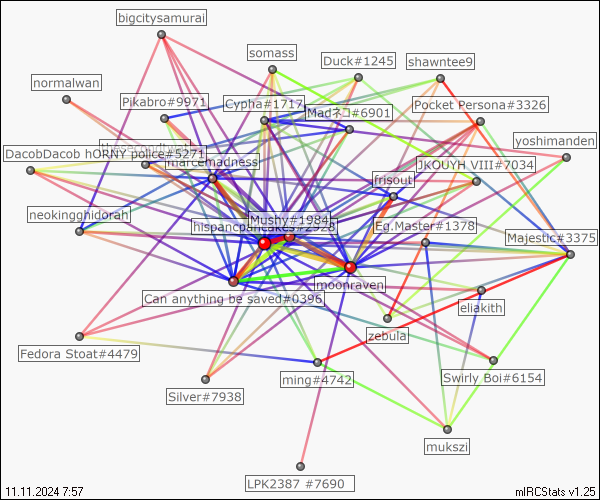 bigcitysamurai
somass
Duck#1245
shawntee9
normalwan
Pikabro#9971
Cypha#1717
Madネコ#6901
Pocket Persona#3326
yoshimanden
DacobDacob hORNY police#5271
marcemadness
JKOUYH VIII#7034
frisout
neokingghidorah
Mushy#1984
hispancpancakes#2928
Eg.Master#1378
Majestic#3375
moonraven
Can anything be saved#0396
eliakith
zebula
Fedora Stoat#4479
ming#4742
Swirly Boi#6154
Silver#7938
mukszi
LPK2387 #7690
11.11.2024 7:57
mIRCStats v1.25